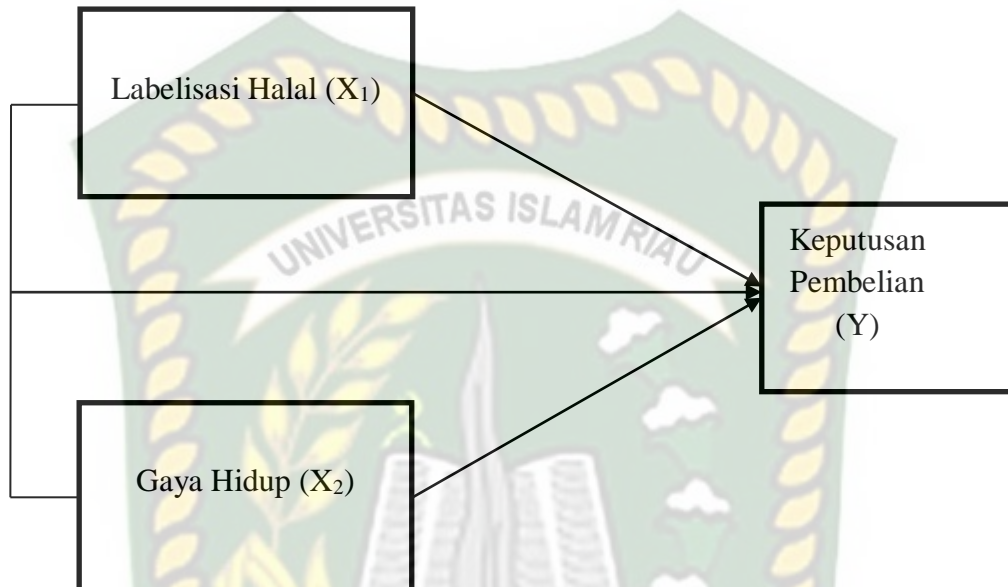 Labelisasi Halal (X₁)
UNIVERSITAS ISLAM RIAU
Keputusan
Pembelian
(Y)
Gaya Hidup (X₂)